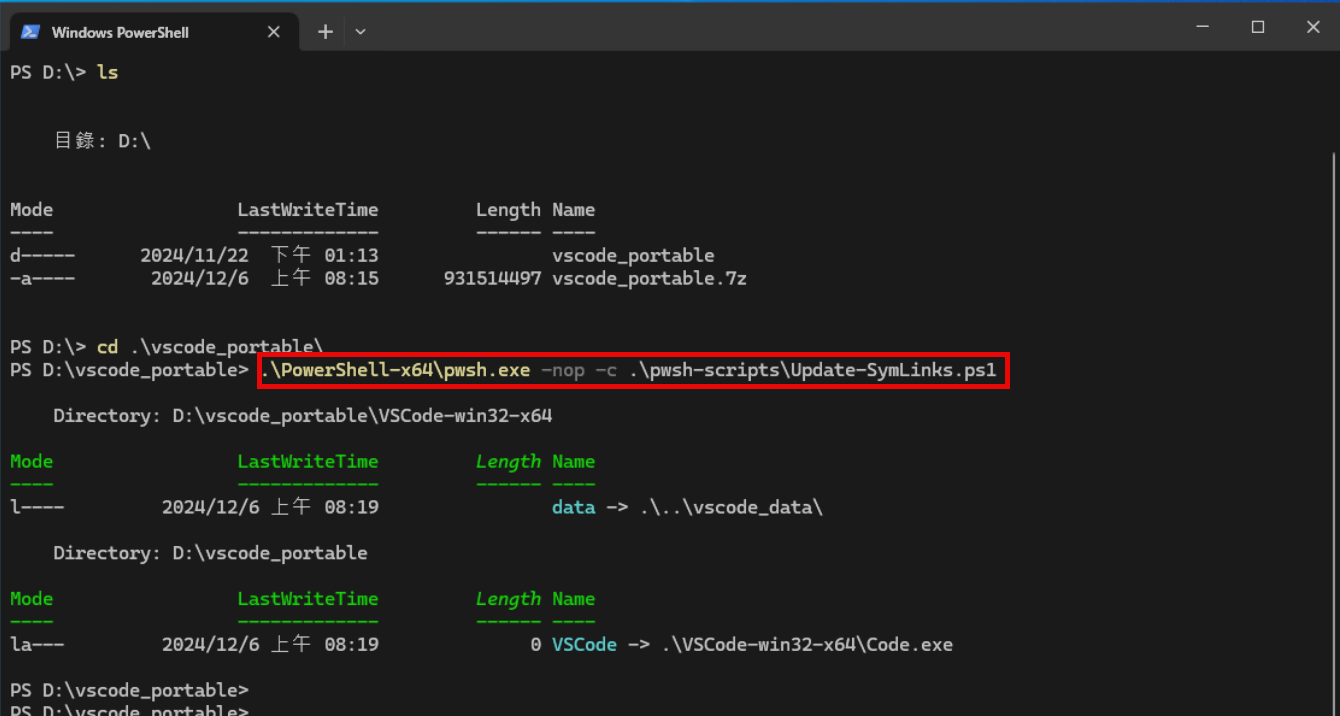 Windows PowerShell
PS D:\> ls
目錄: D:\
Mode                 LastWriteTime         Length Name
----                 -------------         ------ ----
d-----        2024/11/22  下午 01:13                vscode_portable
-a----         2024/12/6  上午 08:15      931514497 vscode_portable.7z
PS D:\> cd .\vscode_portable\
PS D:\vscode_portable> .\PowerShell-x64\pwsh.exe -nop -c .\pwsh-scripts\Update-SymLinks.ps1
Directory: D:\vscode_portable\VSCode-win32-x64
Mode                 LastWriteTime         Length Name
----                 -------------         ------ ----
l----          2024/12/6 上午 08:19                data -> .\..\vscode_data\
Directory: D:\vscode_portable
Mode                 LastWriteTime         Length Name
----                 -------------         ------ ----
la---          2024/12/6 上午 08:19              0 VSCode -> .\VSCode-win32-x64\Code.exe
PS D:\vscode_portable>
PS D:\vscode_portable>